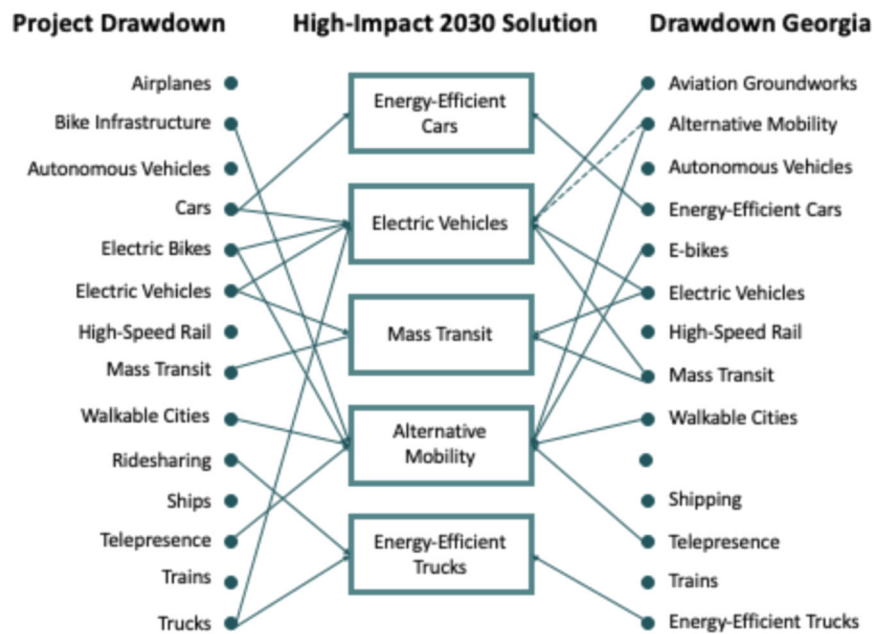 Project Drawdown
High-Impact 2030 Solution
Drawdown Georgia
Airplanes
Bike Infrastructure
Autonomous Vehicles
Cars
Electric Bikes
Electric Vehicles
High-Speed Rail
Mass Transit
Walkable Cities
Ridesharing
Ships
Telepresence
Trains
Trucks
Energy-Efficient
Cars
Electric Vehicles
Mass Transit
Alternative
Mobility
Energy-Efficient
Trucks
Aviation Groundworks
Alternative Mobility
Autonomous Vehicles
Energy-Efficient Cars
E-bikes
Electric Vehicles
High-Speed Rail
Mass Transit
Walkable Cities
Shipping
Telepresence
Trains
Energy-Efficient Trucks